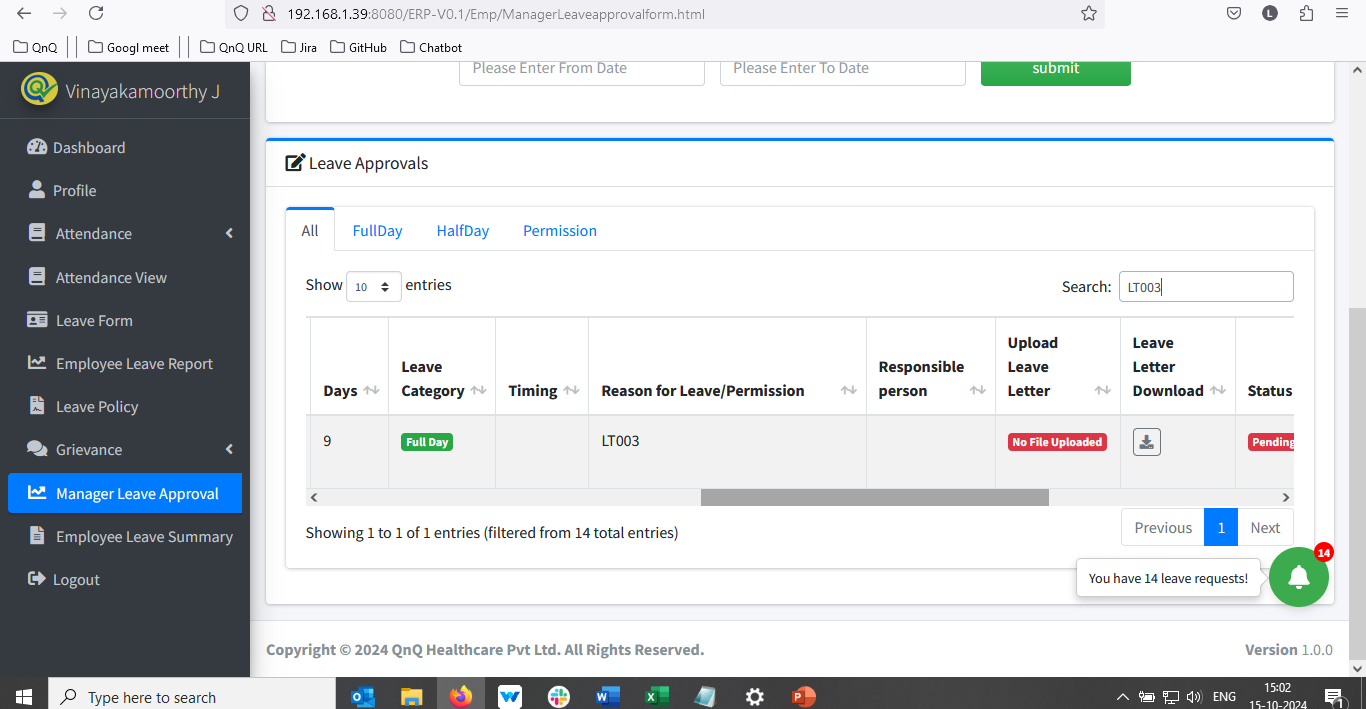 192.168.1.39:8080/ERP-V0.1/Emp/ManagerLeaveapprovalform.html
L
QnQ
Googl meet
QnQ URL
Jira
GitHub
Chatbot
Vinayakamoorthy J
Dashboard
Profile
Attendance
Attendance View
Leave Form
Employee Leave Report
Leave Policy
Grievance
Manager Leave Approval
Employee Leave Summary
Logout
Please Enter From Date
Please Enter To Date
submit
Leave Approvals
All
FullDay
HalfDay
Permission
Show 10 entries
Search: LT003
Days
Leave Category
Timing
Reason for Leave/Permission
Responsible person
Upload Leave Letter
Leave Letter Download
Status
9
Full Day
LT003
No File Uploaded
Pending
Showing 1 to 1 of 1 entries (filtered from 14 total entries)
Previous
1
Next
14
You have 14 leave requests!
Copyright © 2024 QnQ Healthcare Pvt Ltd. All Rights Reserved.
Version 1.0.0
Type here to search
ENG
15:02
15-10-2024
1